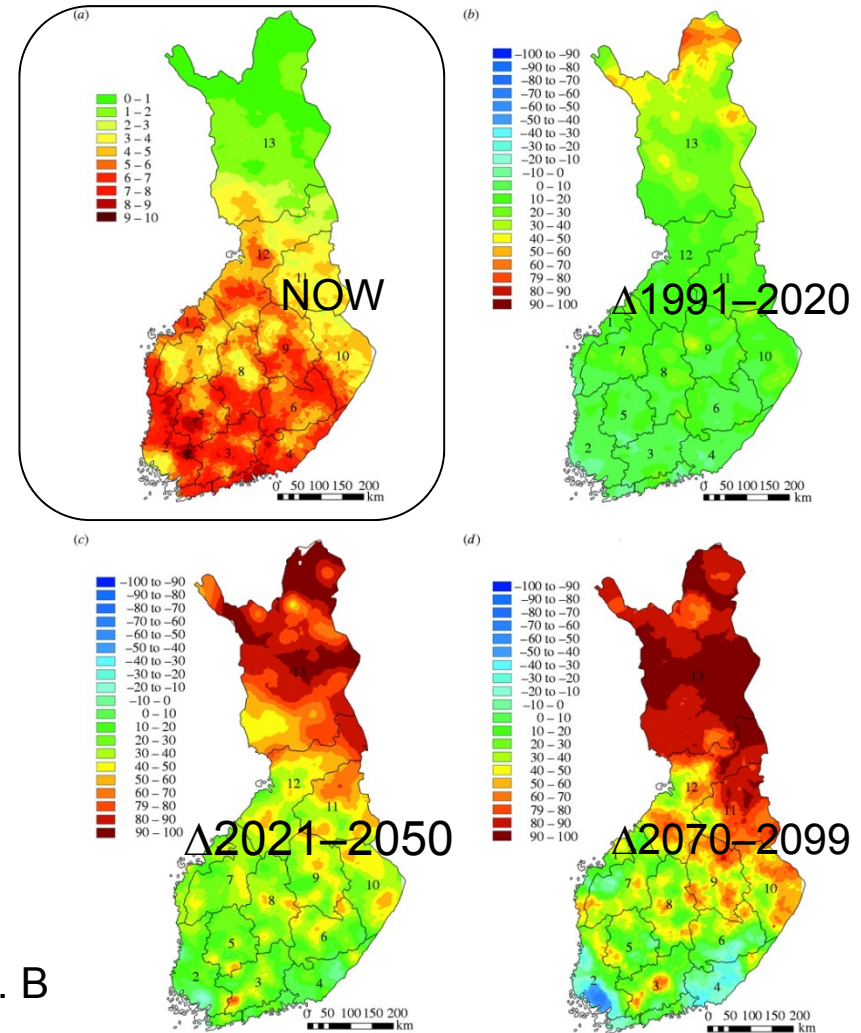 (a)
0 – 1
1 – 2
2 – 3
3 – 4
4 – 5
5 – 6
6 – 7
7 – 8
8 – 9
9 – 10
13
12
11
NOW
1
7
8
9
10
5
6
3
4
0 50 100 150 200
km
(b)
–100 to –90
–90 to –80
–80 to –70
–70 to –60
–60 to –50
–50 to –40
–40 to –30
–30 to –20
–20 to –10
–10 – 0
0 – 10
10 – 20
20 – 30
30 – 40
40 – 50
50 – 60
60 – 70
79 – 80
80 – 90
90 – 100
13
12
11
Δ1991–2020
1
7
8
9
10
5
6
2
3
4
0 50 100 150 200
km
(c)
–100 to –90
–90 to –80
–80 to –70
–70 to –60
–60 to –50
–50 to –40
–40 to –30
–30 to –20
–20 to –10
–10 – 0
0 – 10
10 – 20
20 – 30
30 – 40
40 – 50
50 – 60
60 – 70
79 – 80
80 – 90
90 – 100
13
12
11
Δ2021–2050
7
8
9
10
5
6
2
3
4
0 50 100 150 200
km
(d)
–100 to –90
–90 to –80
–80 to –70
–70 to –60
–60 to –50
–50 to –40
–40 to –30
–30 to –20
–20 to –10
–10 – 0
0 – 10
10 – 20
20 – 30
30 – 40
40 – 50
50 – 60
60 – 70
79 – 80
80 – 90
90 – 100
13
12
11
Δ2070–2099
7
8
9
10
5
6
2
3
4
0 50 100 150 200
km
. B